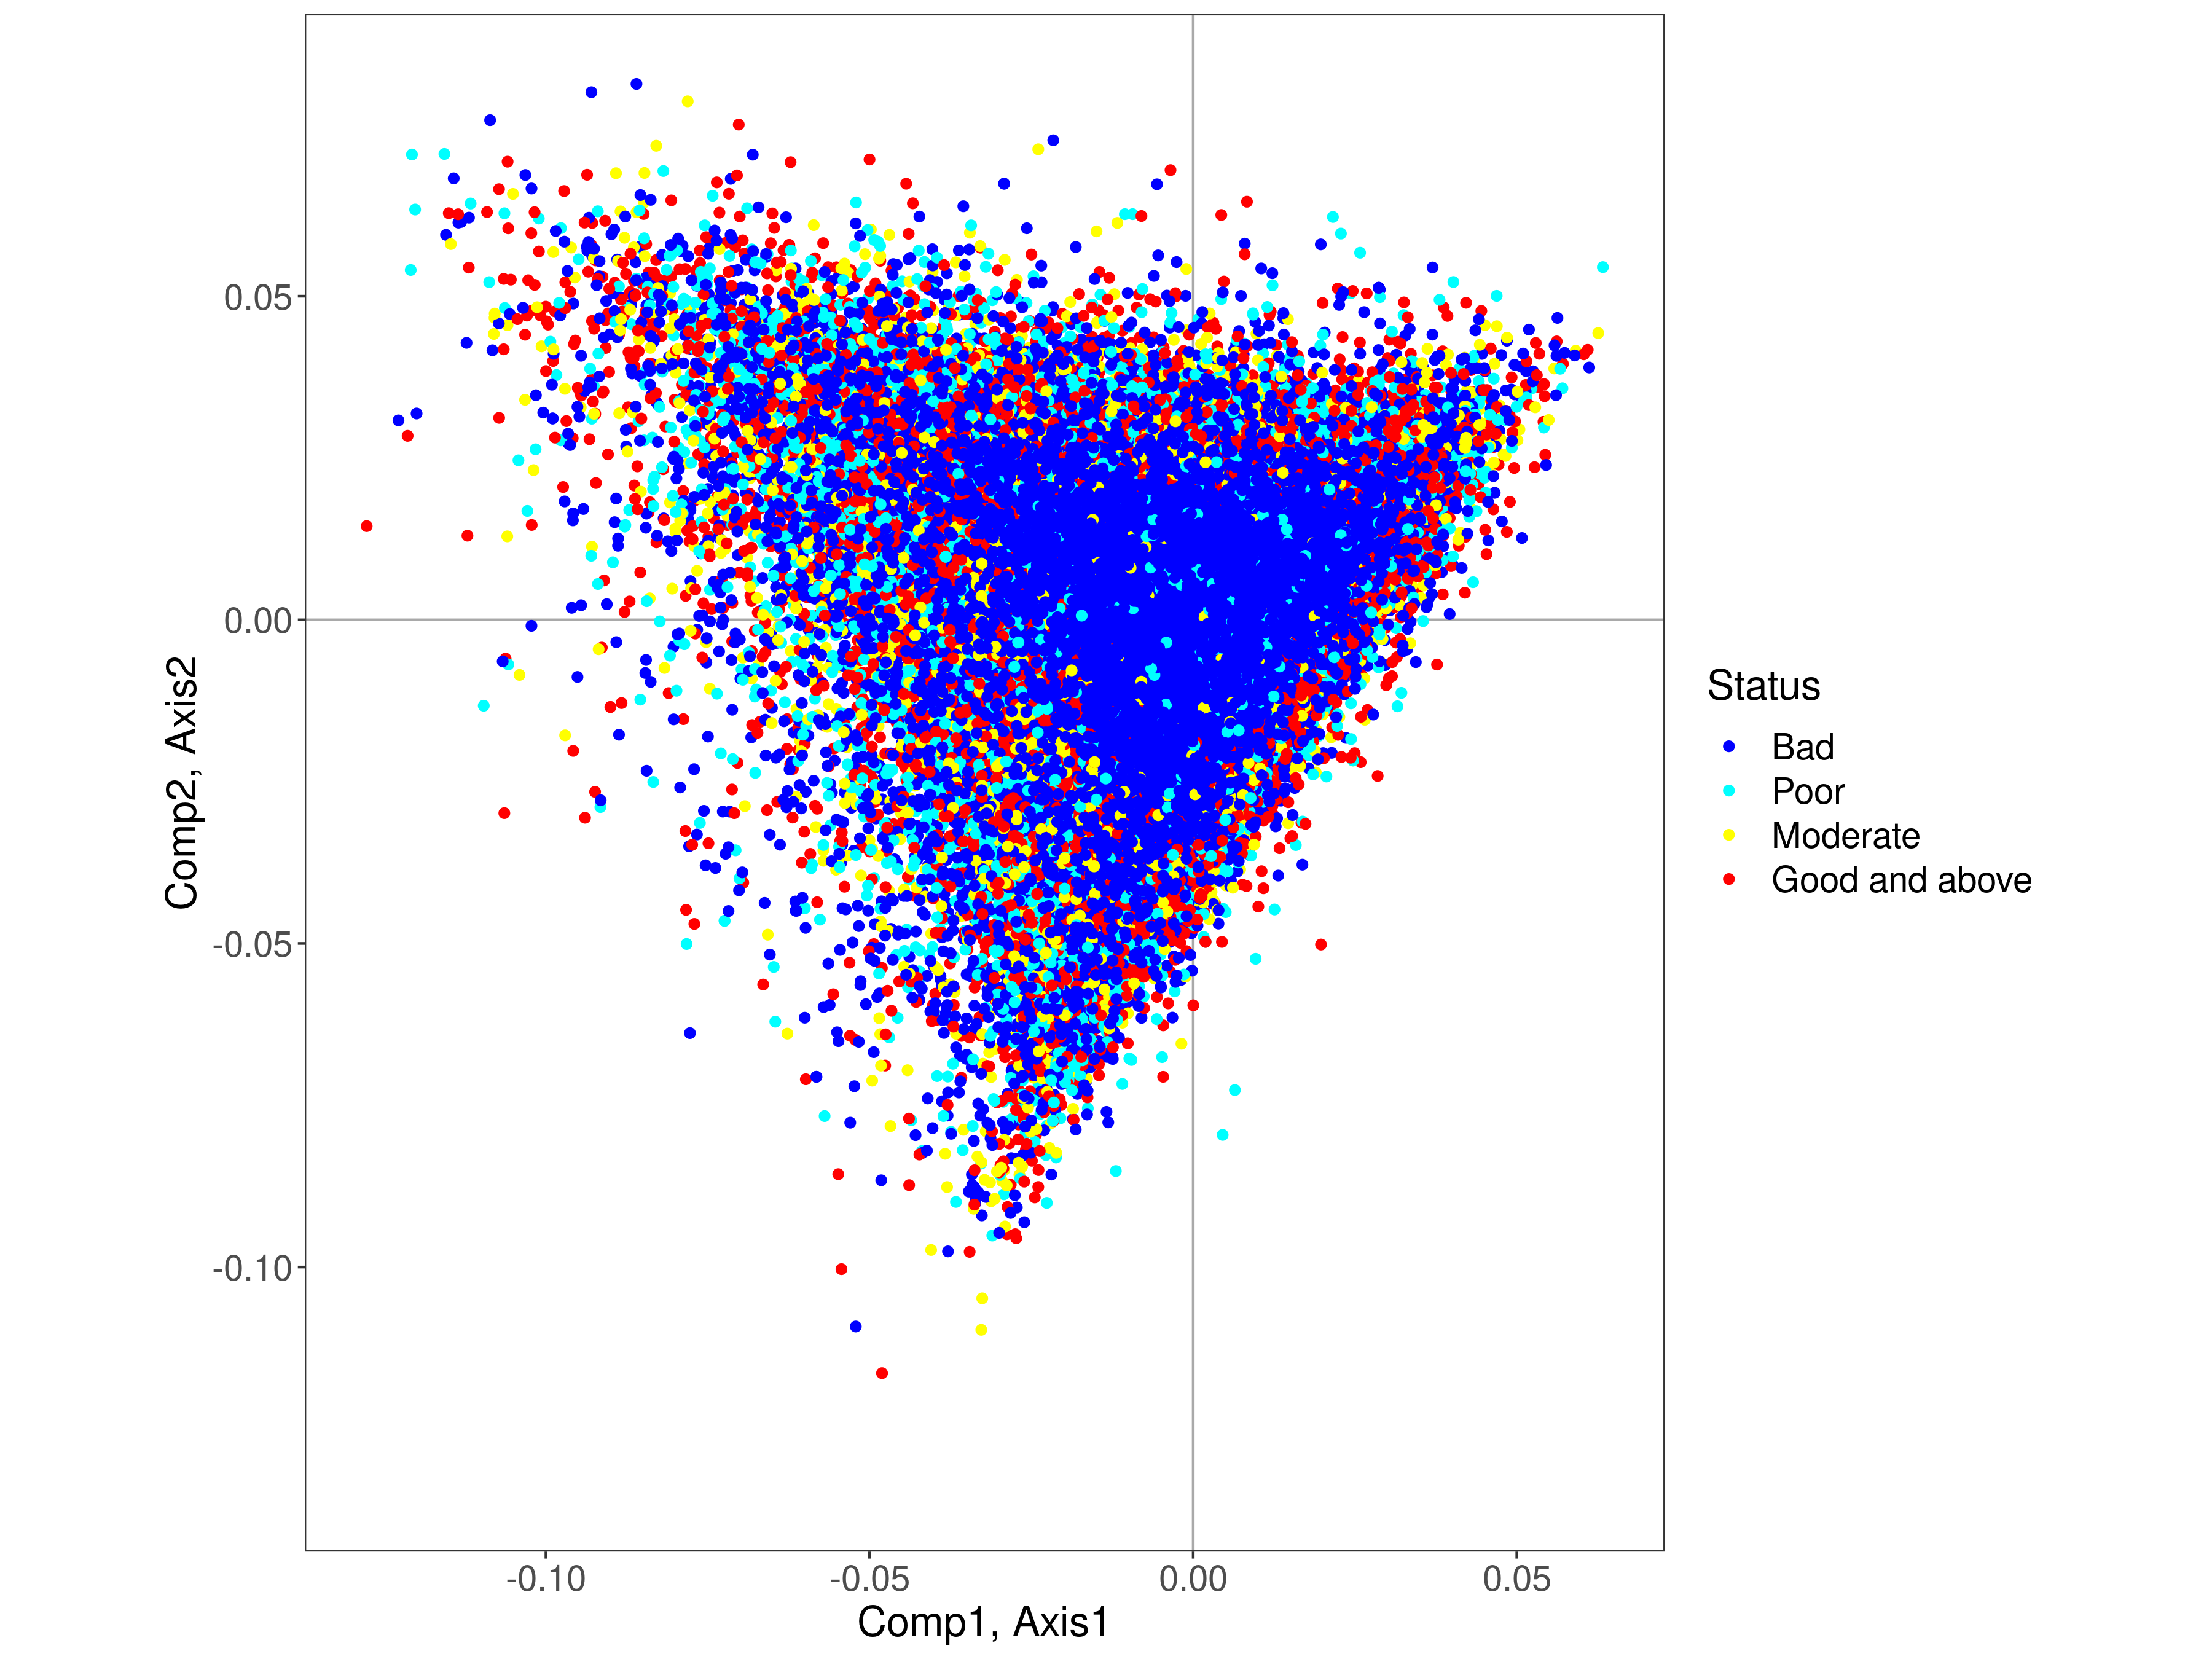 0.05
0.00
-0.05
-0.10
Comp2, Axis2
-0.10
-0.05
0.00
0.05
Comp1, Axis1
Status
Bad
Poor
Moderate
Good and above